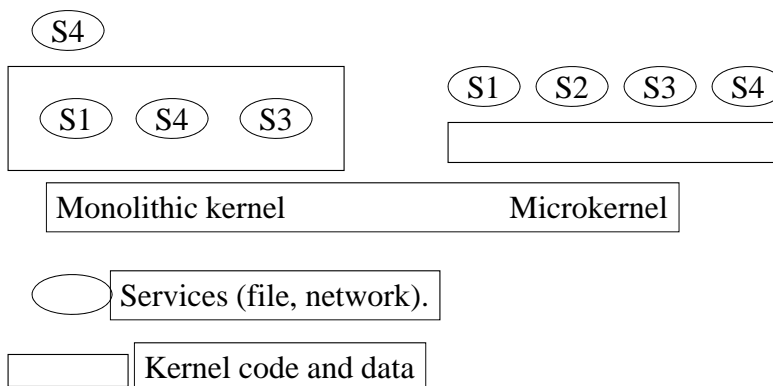 S4
S1 S2 S3 S4
S1 S4 S3
Monolithic kernel Microkernel
Services (file, network).
Kernel code and data